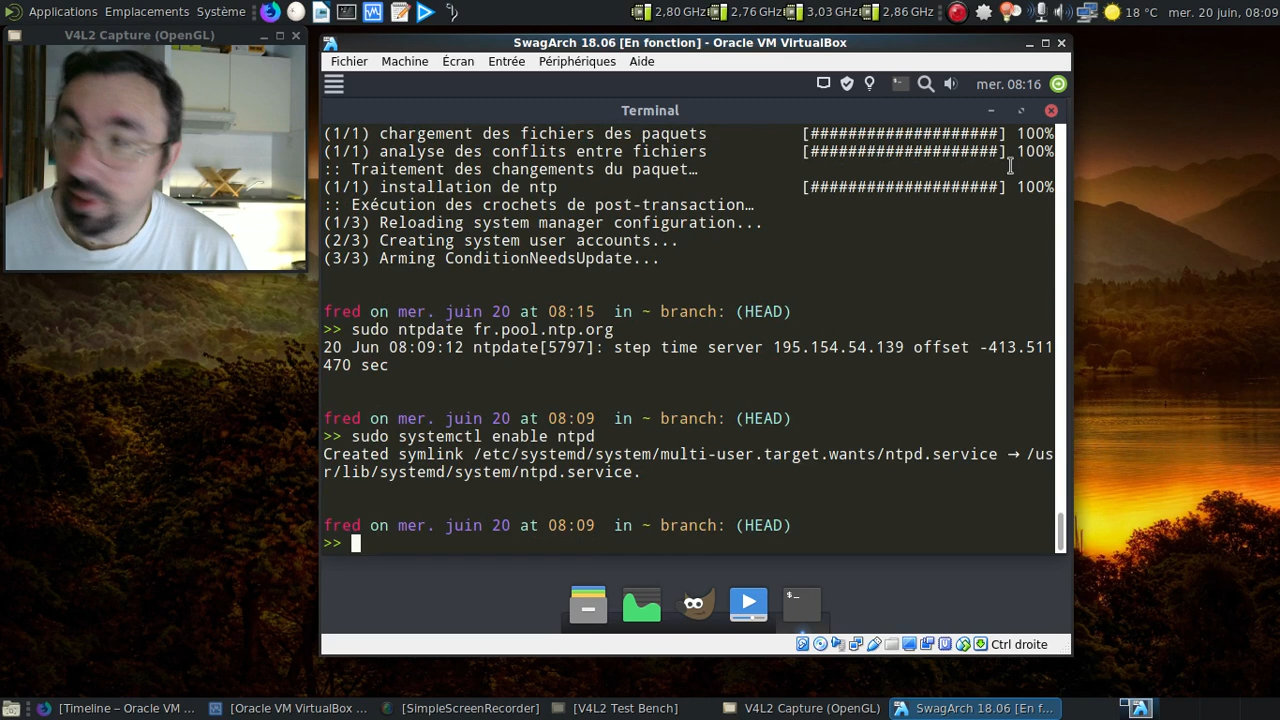 Applications Emplacements Système
2,80 GHz 2,76 GHz 3,03 GHz 2,86 GHz 18 °C mer. 20 juin, 08:09
V4L2 Capture (OpenGL)
SwagArch 18.06 [En fonction] - Oracle VM VirtualBox
Fichier Machine Écran Entrée Périphériques Aide
mer. 08:16
Terminal
(1/1) chargement des fichiers des paquets [####################] 100%
(1/1) analyse des conflits entre fichiers [####################] 100%
:: Traitement des changements du paquet…
(1/1) installation de ntp [####################] 100%
:: Exécution des crochets de post-transaction…
(1/3) Reloading system manager configuration...
(2/3) Creating system user accounts...
(3/3) Arming ConditionNeedsUpdate...
fred on mer. juin 20 at 08:15 in ~ branch: (HEAD)
>> sudo ntpdate fr.pool.ntp.org
20 Jun 08:09:12 ntpdate[5797]: step time server 195.154.54.139 offset -413.511
470 sec
fred on mer. juin 20 at 08:09 in ~ branch: (HEAD)
>> sudo systemctl enable ntpd
Created symlink /etc/systemd/system/multi-user.target.wants/ntpd.service → /us
r/lib/systemd/system/ntpd.service.
fred on mer. juin 20 at 08:09 in ~ branch: (HEAD)
>>
$_
Ctrl droite
[Timeline – OVH VM ... [Oracle VM VirtualBox ... [SimpleScreenRecorder] [V4L2 Test Bench] V4L2 Capture (OpenGL) SwagArch 18.06 [En f...